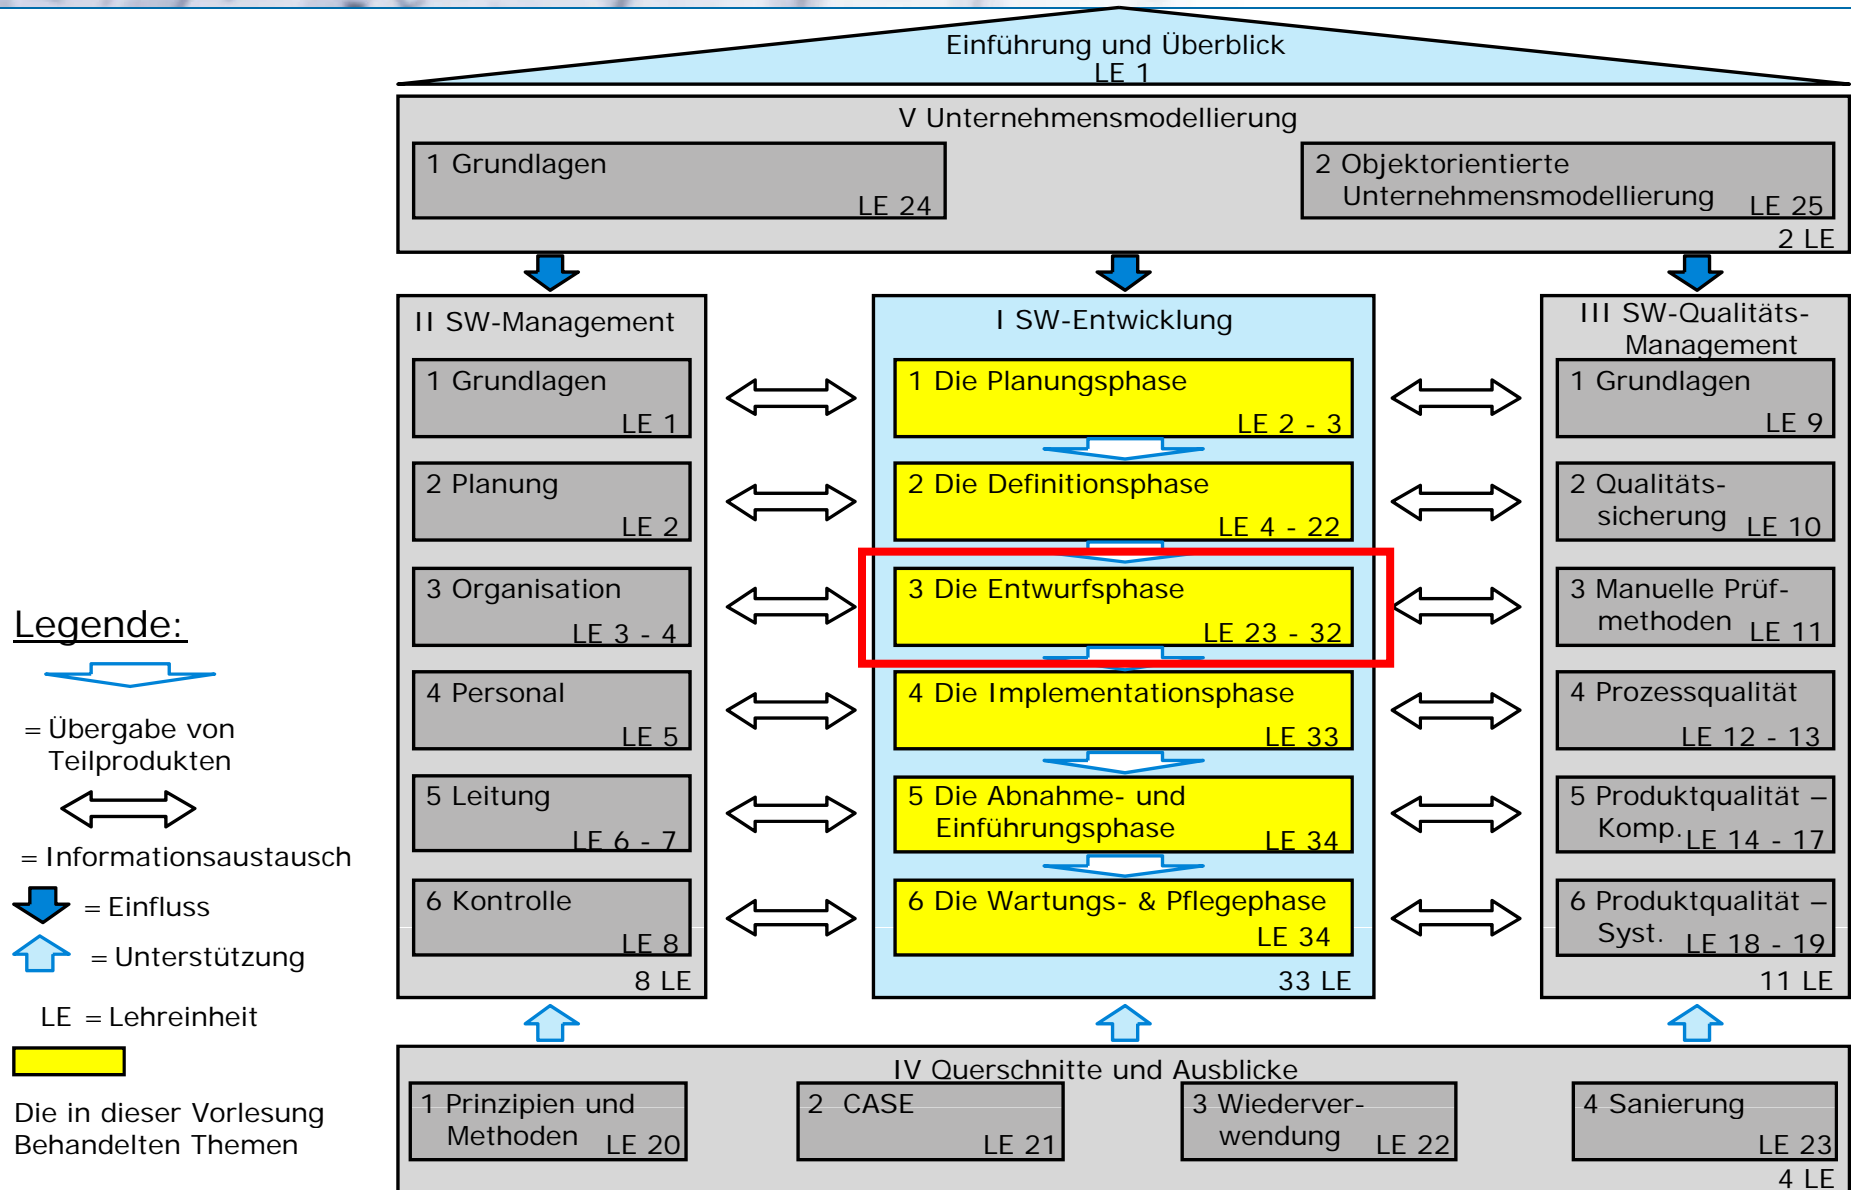 Einführung und Überblick
LE 1
V Unternehmensmodellierung
1 Grundlagen
LE 24
2 Objektorientierte
Unternehmensmodellierung
LE 25
2 LE
II SW-Management
1 Grundlagen
LE 1
2 Planung
LE 2
3 Organisation
LE 3 - 4
4 Personal
LE 5
5 Leitung
LE 6 - 7
6 Kontrolle
LE 8
8 LE
I SW-Entwicklung
1 Die Planungsphase
LE 2 - 3
2 Die Definitionsphase
LE 4 - 22
3 Die Entwurfsphase
LE 23 - 32
4 Die Implementationsphase
LE 33
5 Die Abnahme- und
Einführungsphase
LE 34
6 Die Wartungs- & Pflegephase
LE 34
33 LE
III SW-Qualitäts-
Management
1 Grundlagen
LE 9
2 Qualitäts-
sicherung LE 10
3 Manuelle Prüf-
methoden LE 11
4 Prozessqualität
LE 12 - 13
5 Produktqualität –
Komp. LE 14 - 17
6 Produktqualität –
Syst. LE 18 - 19
11 LE
IV Querschnitte und Ausblicke
1 Prinzipien und
Methoden LE 20
2 CASE
LE 21
3 Wiederver-
wendung LE 22
4 Sanierung
LE 23
4 LE
Legende:
= Übergabe von
Teilprodukten
= Informationsaustausch
= Einfluss
= Unterstützung
LE = Lehreinheit
Die in dieser Vorlesung
Behandelten Themen